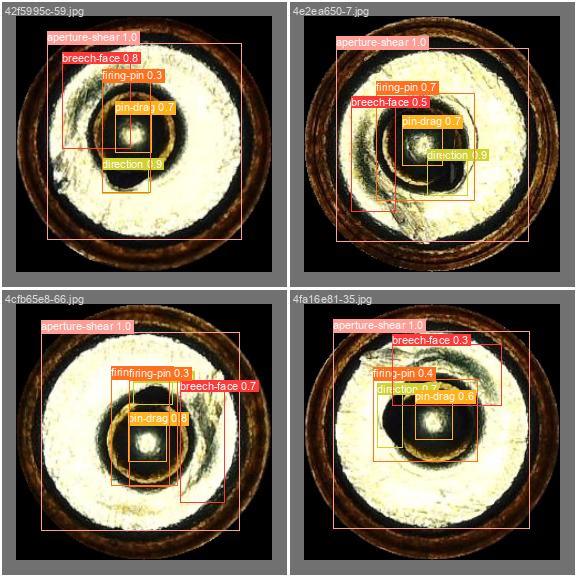 42f5995c-59.jpg
aperture-shear 1.0
breech-face 0.8
firing-pin 0.3
pin-drag 0.7
direction 0.9
4e2ea650-7.jpg
aperture-shear 1.0
firing-pin 0.7
breech-face 0.5
pin-drag 0.7
direction 0.9
4cfb65e8-66.jpg
aperture-shear 1.0
firing-pin 0.3
breech-face 0.7
pin-drag 0.8
4fa16e81-35.jpg
aperture-shear 1.0
breech-face 0.3
firing-pin 0.4
direction 0.7
pin-drag 0.6